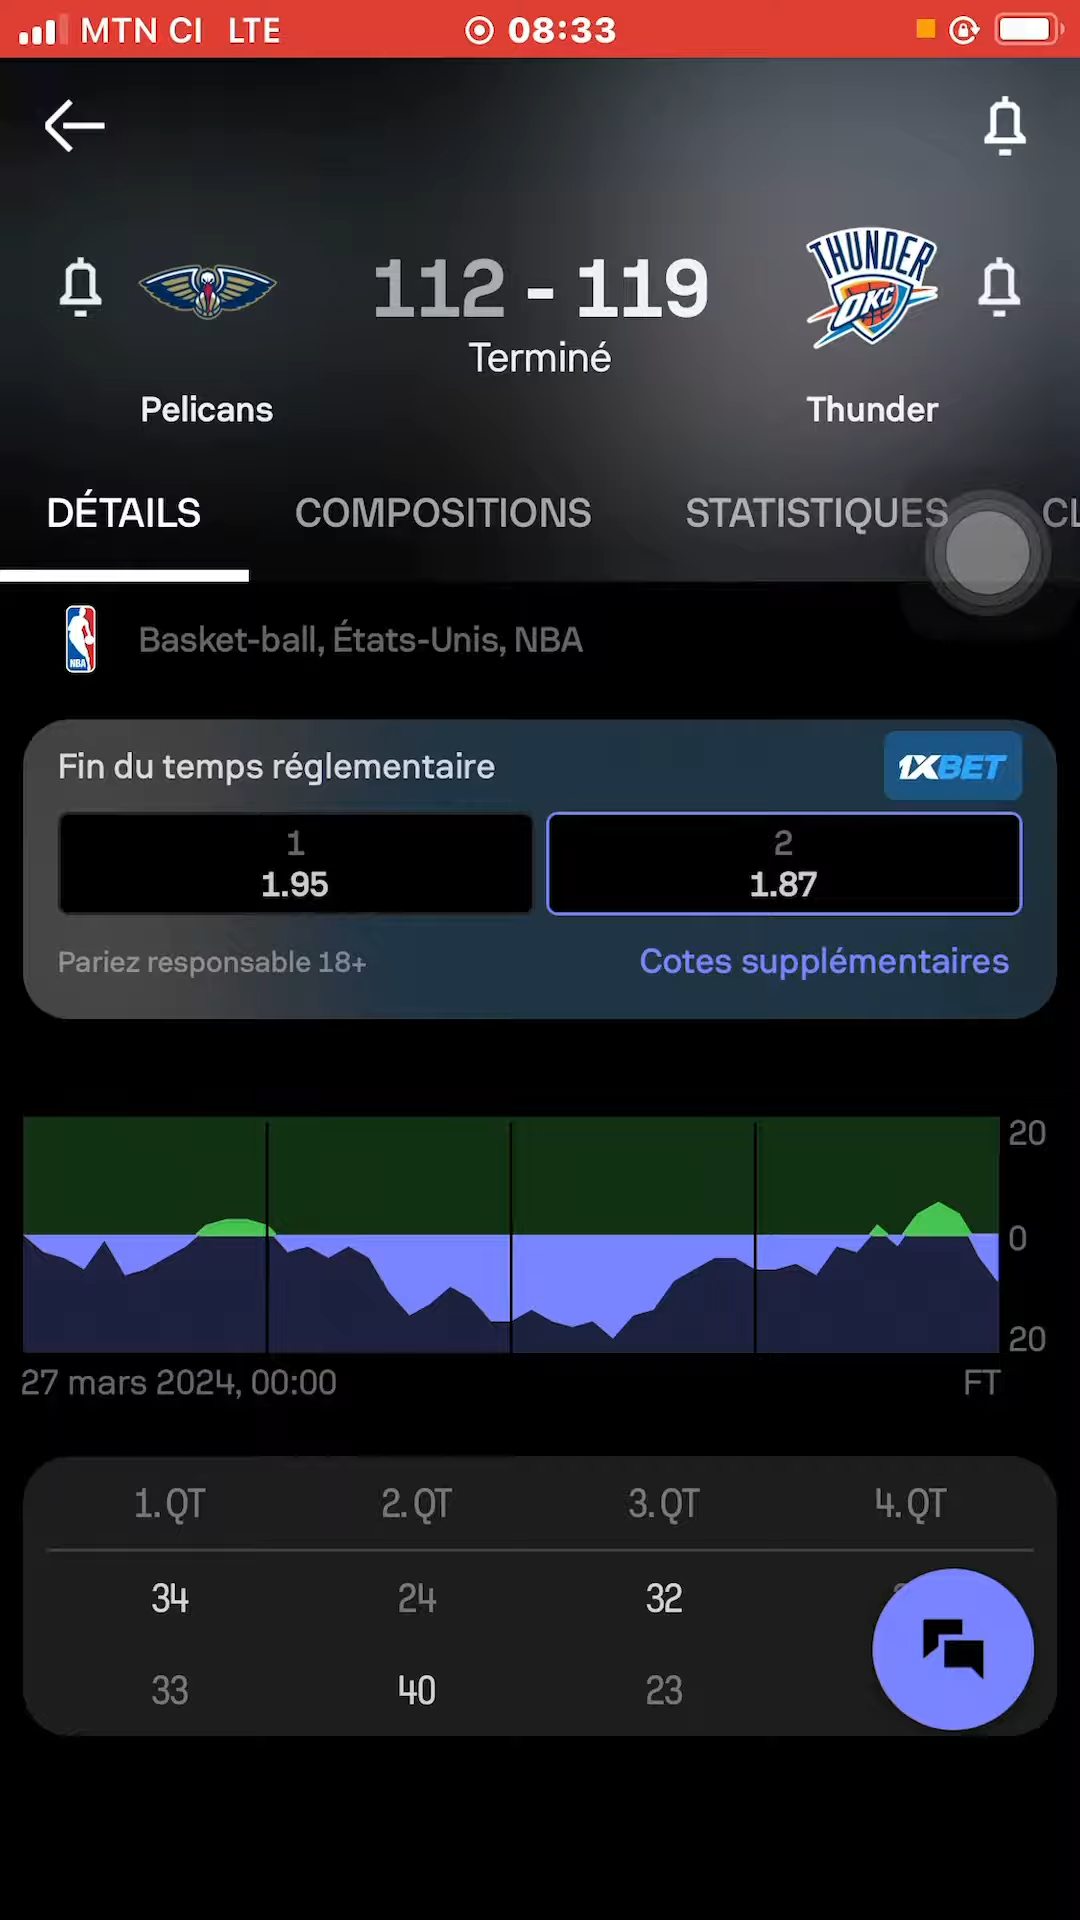 MTN CI LTE 08:33
112 - 119
THUNDER
OKC
Terminé
Pelicans Thunder
DÉTAILS COMPOSITIONS STATISTIQUES CL
NBA
Basket-ball, États-Unis, NBA
Fin du temps réglementaire 1XBET
1 2
1.95 1.87
Pariez responsable 18+ Cotes supplémentaires
20
0
20
27 mars 2024, 00:00 FT
1. QT 2. QT 3. QT 4. QT
34 24 32
33 40 23